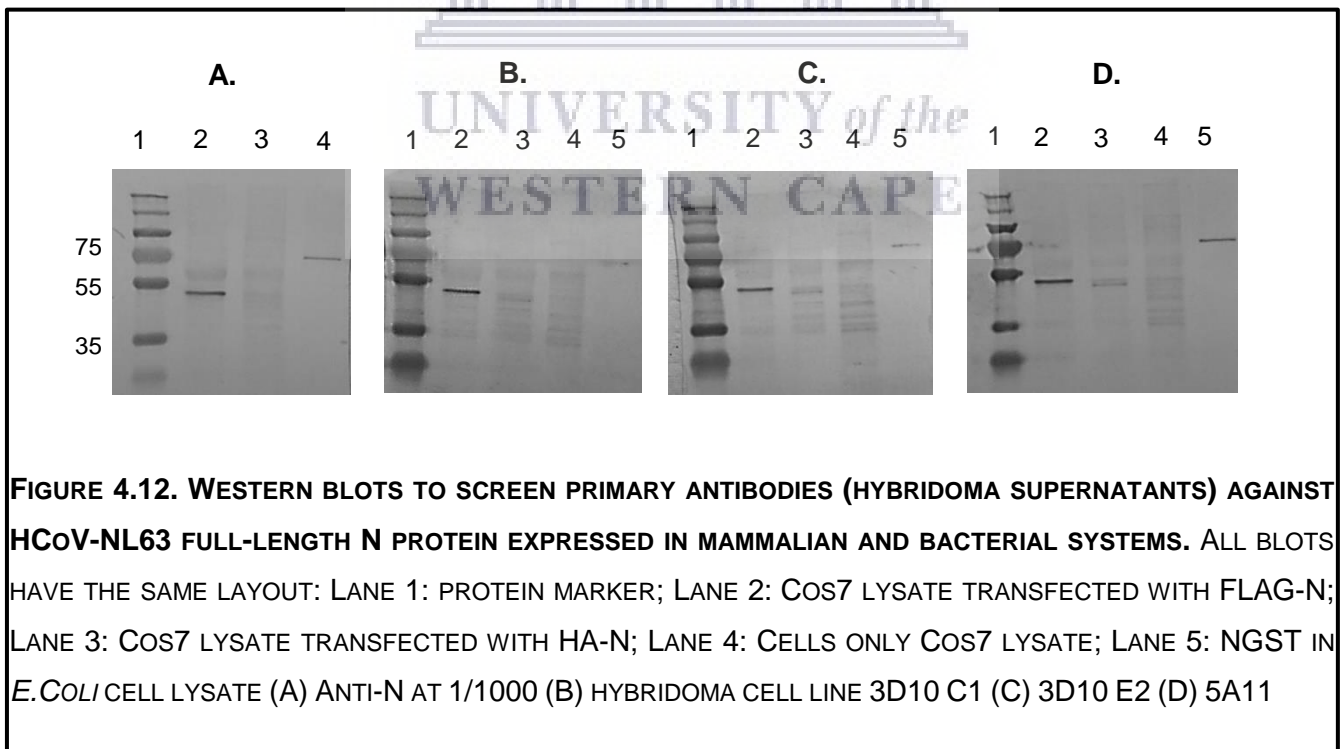 A. B. C. D.
UNIVERSITY of the
1 2 3 4 1 2 3 4 5 1 2 3 4 5 1 2 3 4 5
WESTERN CAPE
75
55
35
FIGURE 4.12. WESTERN BLOTS TO SCREEN PRIMARY ANTIBODIES (HYBRIDOMA SUPERNATANTS) AGAINST
HCOV-NL63 FULL-LENGTH N PROTEIN EXPRESSED IN MAMMALIAN AND BACTERIAL SYSTEMS. ALL BLOTS
HAVE THE SAME LAYOUT: LANE 1: PROTEIN MARKER; LANE 2: COS7 LYSATE TRANSFECTED WITH FLAG-N;
LANE 3: COS7 LYSATE TRANSFECTED WITH HA-N; LANE 4: CELLS ONLY COS7 LYSATE; LANE 5: NGST IN
E.COLI CELL LYSATE (A) ANTI-N AT 1/1000 (B) HYBRIDOMA CELL LINE 3D10 C1 (C) 3D10 E2 (D) 5A11